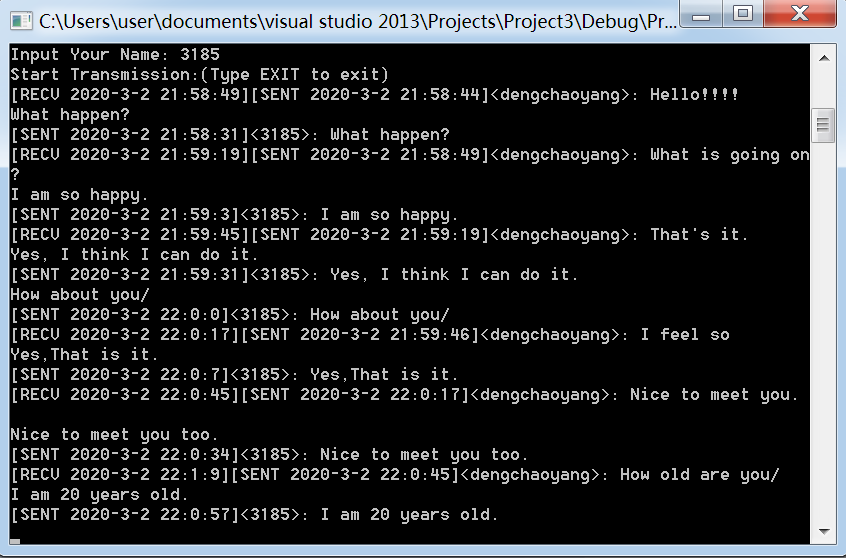 C:\Users\user\documents\visual studio 2013\Projects\Project3\Debug\Pr...
Input Your Name: 3185
Start Transmission:(Type EXIT to exit)
[RECV 2020-3-2 21:58:49][SENT 2020-3-2 21:58:44]<dengchaoyang>: Hello!!!!
What happen?
[SENT 2020-3-2 21:58:31]<3185>: What happen?
[RECV 2020-3-2 21:59:19][SENT 2020-3-2 21:58:49]<dengchaoyang>: What is going on
?
I am so happy.
[SENT 2020-3-2 21:59:3]<3185>: I am so happy.
[RECV 2020-3-2 21:59:45][SENT 2020-3-2 21:59:19]<dengchaoyang>: That's it.
Yes, I think I can do it.
[SENT 2020-3-2 21:59:31]<3185>: Yes, I think I can do it.
How about you/
[SENT 2020-3-2 22:0:0]<3185>: How about you/
[RECV 2020-3-2 22:0:17][SENT 2020-3-2 21:59:46]<dengchaoyang>: I feel so
Yes,That is it.
[SENT 2020-3-2 22:0:7]<3185>: Yes,That is it.
[RECV 2020-3-2 22:0:45][SENT 2020-3-2 22:0:17]<dengchaoyang>: Nice to meet you.
Nice to meet you too.
[SENT 2020-3-2 22:0:34]<3185>: Nice to meet you too.
[RECV 2020-3-2 22:1:9][SENT 2020-3-2 22:0:45]<dengchaoyang>: How old are you/
I am 20 years old.
[SENT 2020-3-2 22:0:57]<3185>: I am 20 years old.